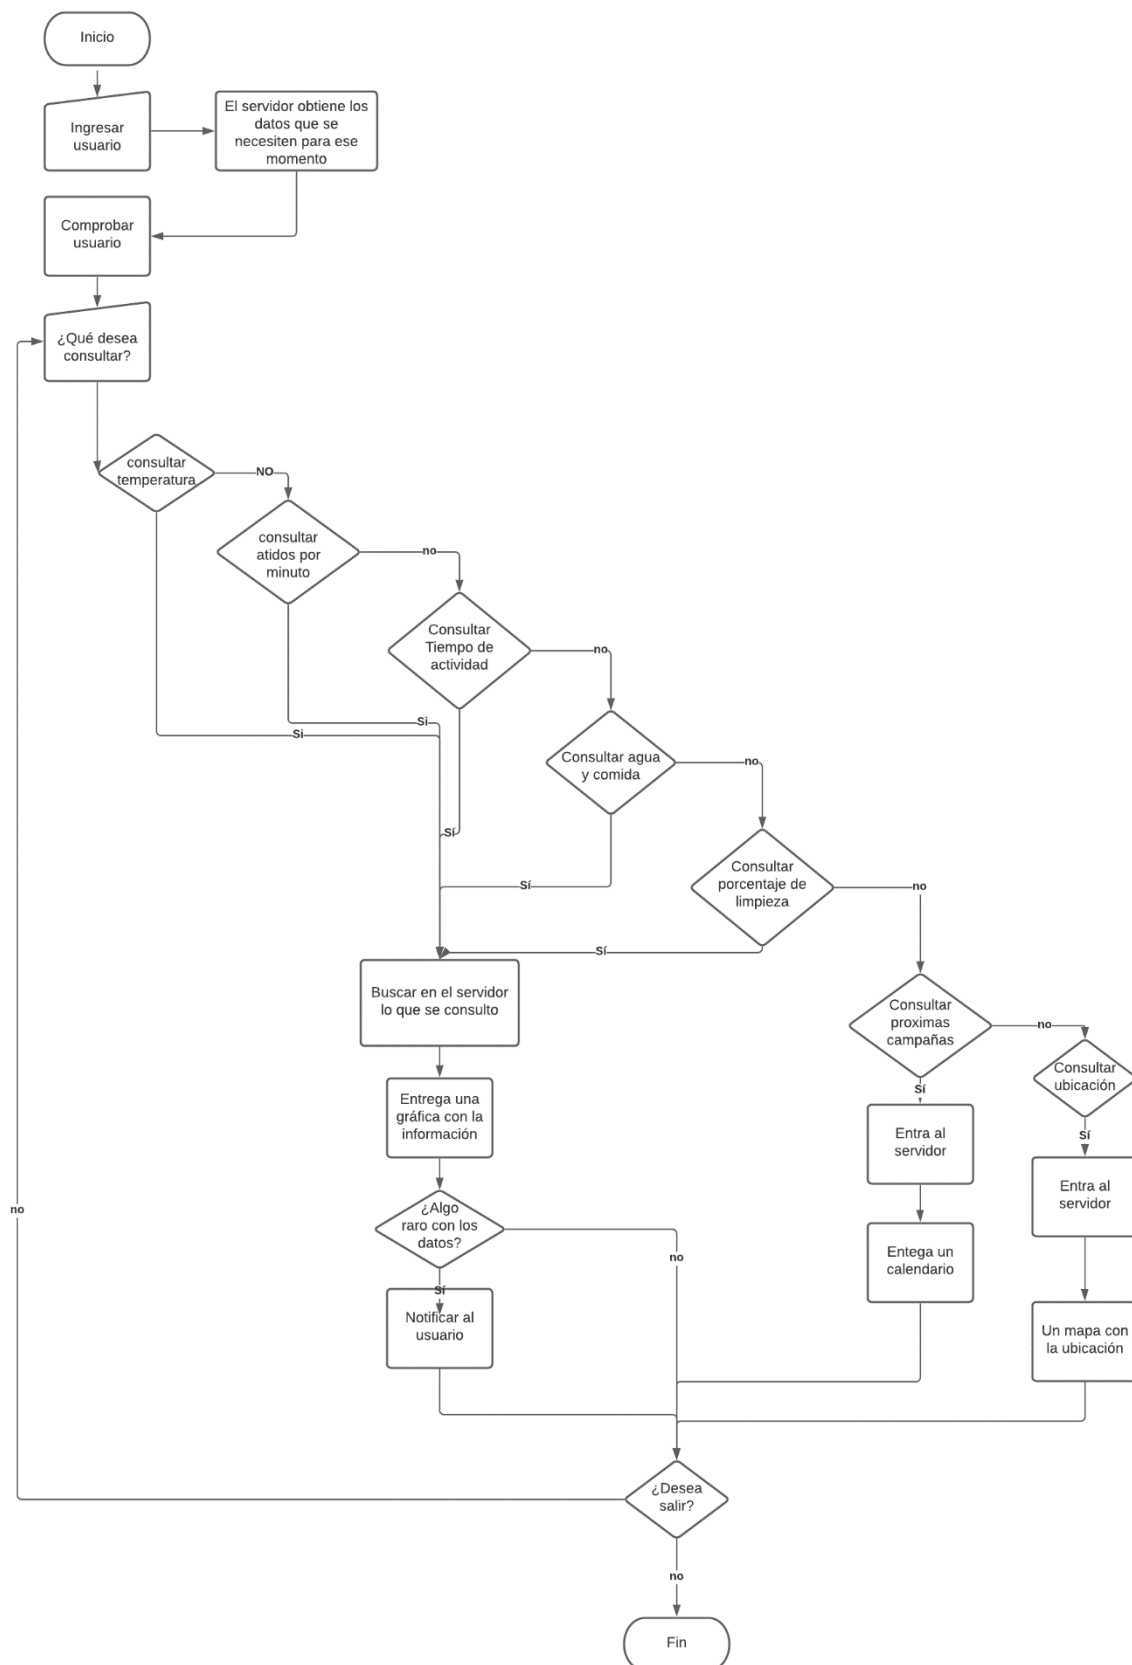 Inicio
Ingresar
usuario
El servidor obtiene los
datos que se
necesiten para ese
momento
Comprobar
usuario
¿Qué desea
consultar?
consultar
temperatura
NO
consultar
atidos por
minuto
no
Consultar
Tiempo de
actividad
no
Si
Si
Consultar agua
y comida
no
Sí
Sí
Consultar
porcentaje de
limpieza
no
Sí
Buscar en el servidor
lo que se consulto
Consultar
proximas
campañas
no
Consultar
ubicación
Sí
Sí
Entrega una
gráfica con la
información
Entra al
servidor
Entra al
servidor
¿Algo
raro con los
datos?
no
no
Sí
Entega un
calendario
Notificar al
usuario
Un mapa con
la ubicación
¿Desea
salir?
no
Fin